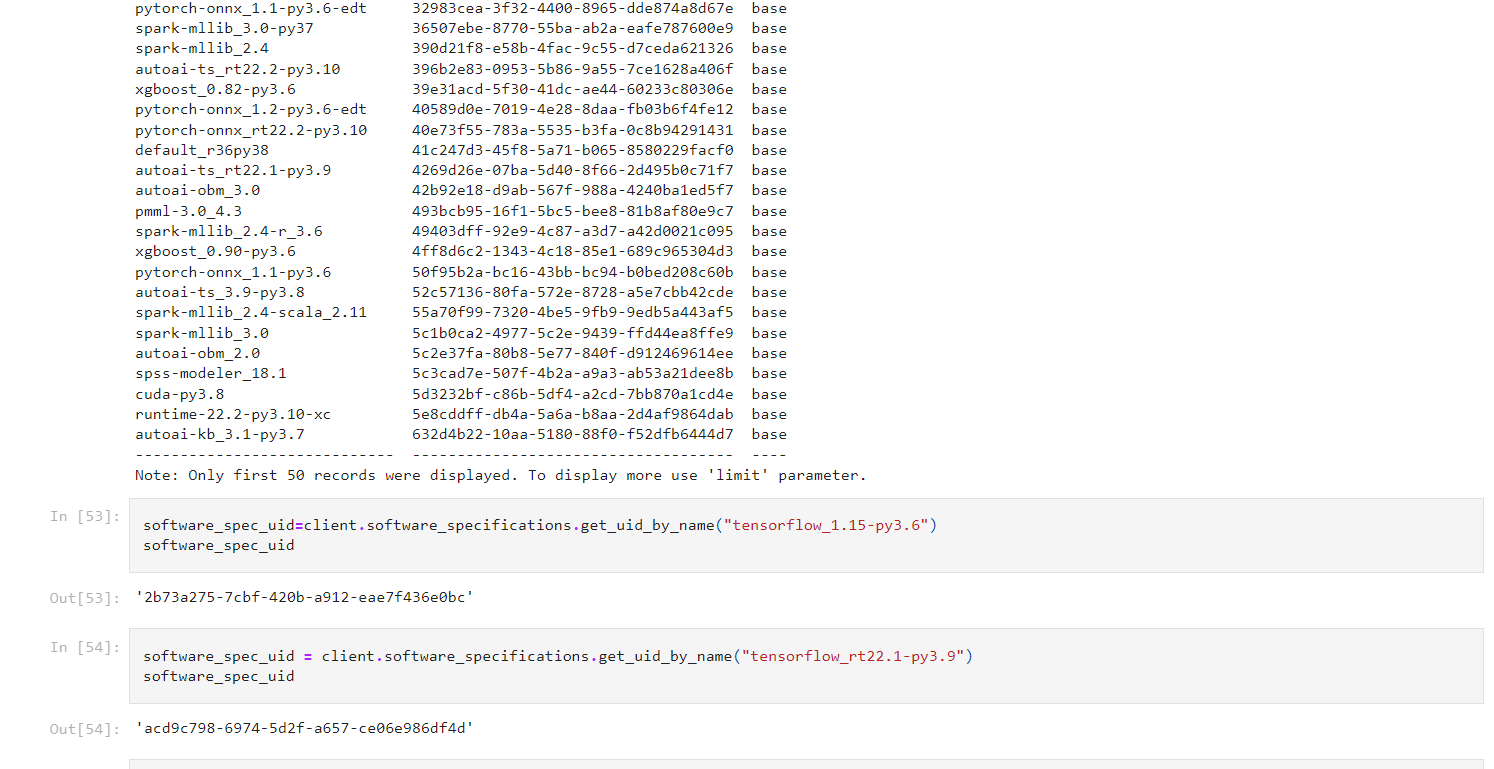 pytorch-onnx_1.1-py3.6-edt 32983cea-3f32-4400-8965-dde874a8d67e base
spark-mllib_3.0-py37 36507ebe-8770-55ba-ab2a-eafe787600e9 base
spark-mllib_2.4 390d21f8-e58b-4fac-9c55-d7ceda621326 base
autoai-ts_rt22.2-py3.10 396b2e83-0953-5b86-9a55-7ce1628a406f base
xgboost_0.82-py3.6 39e31acd-5f30-41dc-ae44-60233c80306e base
pytorch-onnx_1.2-py3.6-edt 40589d0e-7019-4e28-8daa-fb03b6f4fe12 base
pytorch-onnx_rt22.2-py3.10 40e73f55-783a-5535-b3fa-0c8b94291431 base
default_r36py38 41c247d3-45f8-5a71-b065-8580229facf0 base
autoai-ts_rt22.1-py3.9 4269d26e-07ba-5d40-8f66-2d495b0c71f7 base
autoai-obm_3.0 42b92e18-d9ab-567f-988a-4240ba1ed5f7 base
pmml-3.0_4.3 493bcb95-16f1-5bc5-bee8-81b8af80e9c7 base
spark-mllib_2.4-r_3.6 49403dff-92e9-4c87-a3d7-a42d0021c095 base
xgboost_0.90-py3.6 4ff8d6c2-1343-4c18-85e1-689c965304d3 base
pytorch-onnx_1.1-py3.6 50f95b2a-bc16-43bb-bc94-b0bed208c60b base
autoai-ts_3.9-py3.8 52c57136-80fa-572e-8728-a5e7cbb42cde base
spark-mllib_2.4-scala_2.11 55a70f99-7320-4be5-9fb9-9edb5a443af5 base
spark-mllib_3.0 5c1b0ca2-4977-5c2e-9439-ffd44ea8ffe9 base
autoai-obm_2.0 5c2e37fa-80b8-5e77-840f-d912469614ee base
spss-modeler_18.1 5c3cad7e-507f-4b2a-a9a3-ab53a21dee8b base
cuda-py3.8 5d3232bf-c86b-5df4-a2cd-7bb870a1cd4e base
runtime-22.2-py3.10-xc 5e8cddff-db4a-5a6a-b8aa-2d4af9864dab base
autoai-kb_3.1-py3.7 632d4b22-10aa-5180-88f0-f52dfb6444d7 base
----------------------------- ------------------------------------ ----
Note: Only first 50 records were displayed. To display more use 'limit' parameter.
In [53]: software_spec_uid=client.software_specifications.get_uid_by_name("tensorflow_1.15-py3.6")
software_spec_uid
Out[53]: '2b73a275-7cbf-420b-a912-eae7f436e0bc'
In [54]: software_spec_uid = client.software_specifications.get_uid_by_name("tensorflow_rt22.1-py3.9")
software_spec_uid
Out[54]: 'acd9c798-6974-5d2f-a657-ce06e986df4d'